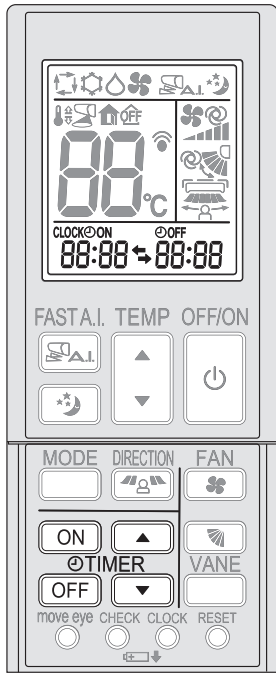 A.I.
OFF
88 °C
CLOCK ON OFF
88:88 88:88
FAST A.I. TEMP OFF/ON
A.I.
MODE DIRECTION FAN
ON
TIMER VANE
OFF
move eye CHECK CLOCK RESET